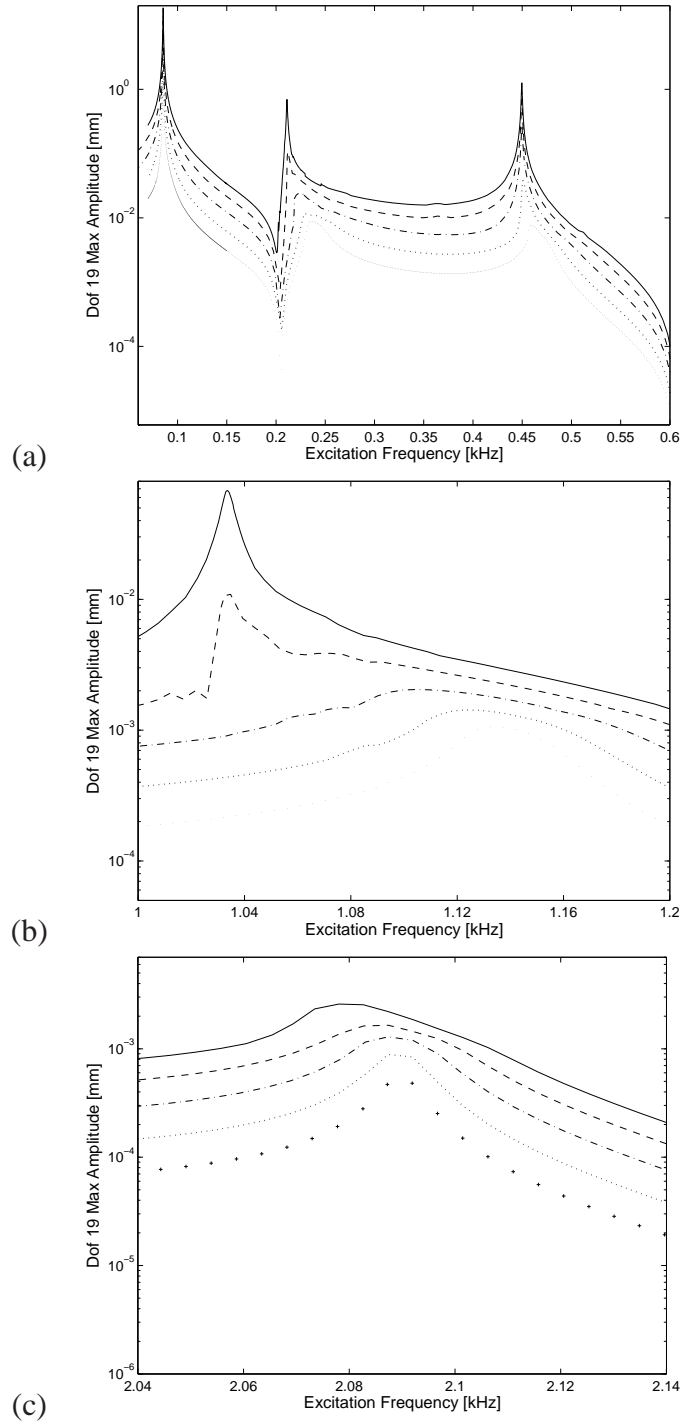 10⁰
10⁻²
10⁻⁴
Dof 19 Max Amplitude [mm]
0.1 0.15 0.2 0.25 0.3 0.35 0.4 0.45 0.5 0.55 0.6
Excitation Frequency [kHz]
(a)
10⁻²
10⁻³
10⁻⁴
Dof 19 Max Amplitude [mm]
1 1.04 1.08 1.12 1.16 1.2
Excitation Frequency [kHz]
(b)
10⁻³
10⁻⁴
10⁻⁵
10⁻⁶
Dof 19 Max Amplitude [mm]
2.04 2.06 2.08 2.1 2.12 2.14
Excitation Frequency [kHz]
(c)